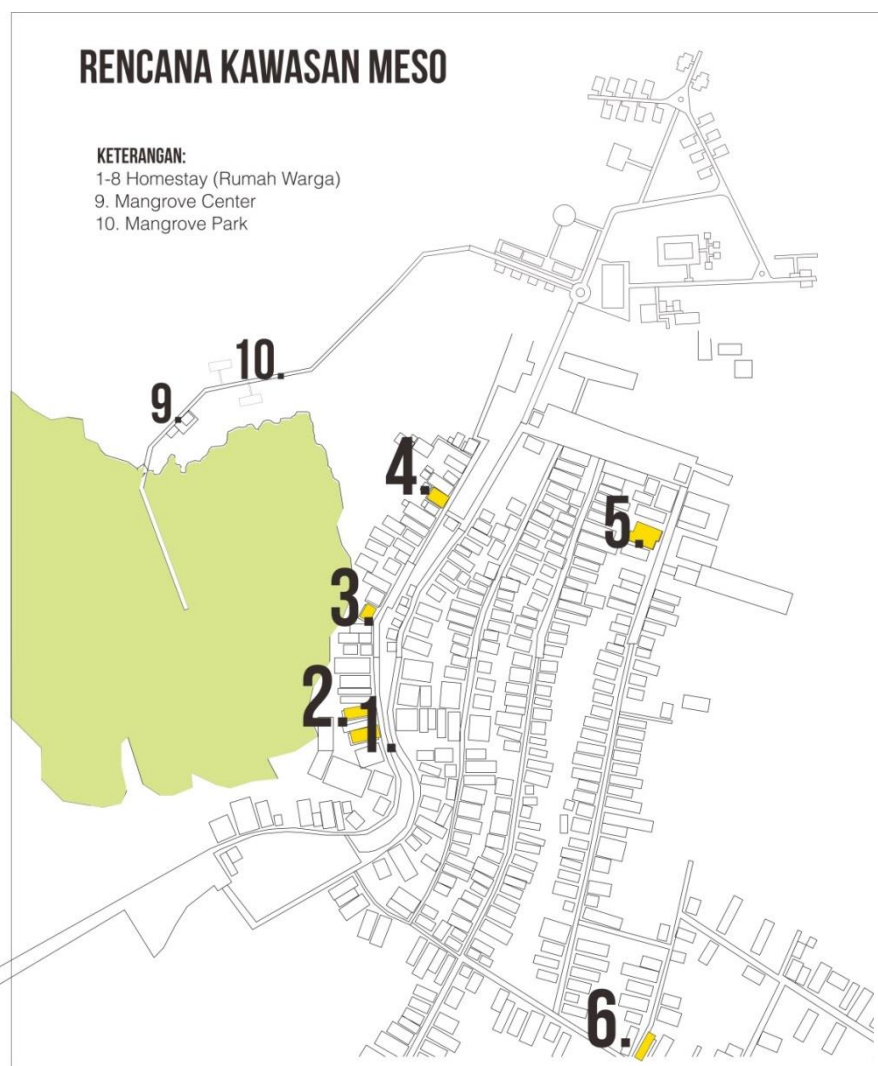 RENCANA KAWASAN MESO
KETERANGAN:
1-8 Homestay (Rumah Warga)
9. Mangrove Center
10. Mangrove Park
10.
9.
4.
5.
3.
2.
1.
6.